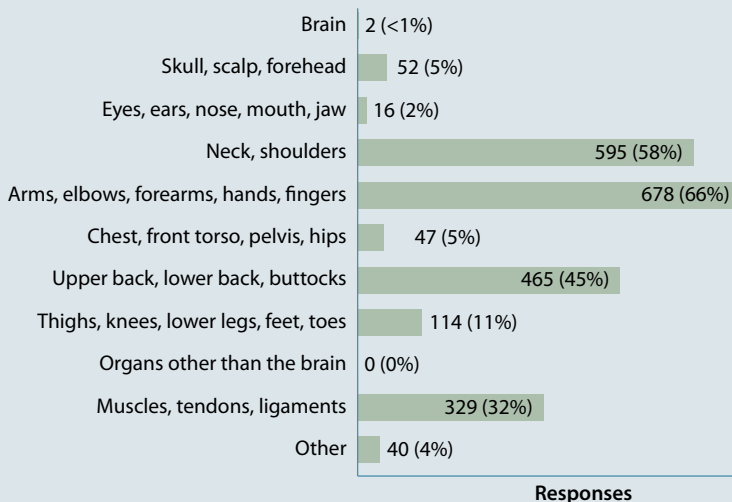 Brain 2 (<1%)
Skull, scalp, forehead 52 (5%)
Eyes, ears, nose, mouth, jaw 16 (2%)
Neck, shoulders 595 (58%)
Arms, elbows, forearms, hands, fingers 678 (66%)
Chest, front torso, pelvis, hips 47 (5%)
Upper back, lower back, buttocks 465 (45%)
Thighs, knees, lower legs, feet, toes 114 (11%)
Organs other than the brain 0 (0%)
Muscles, tendons, ligaments 329 (32%)
Other 40 (4%)
Responses